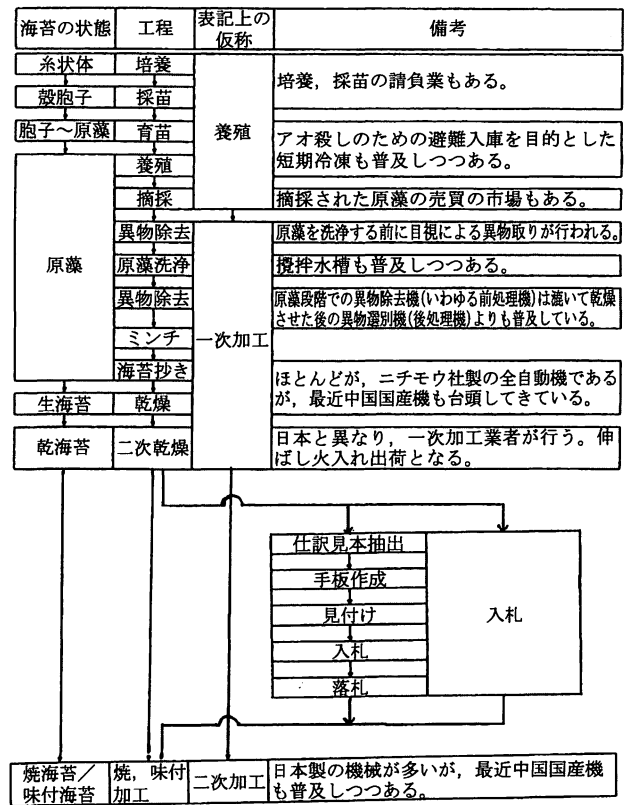 海苔の状態
工程
表記上の
仮称
備考
糸状体
培養
養殖
培養，採苗の請負業もある。
殻胞子
採苗
胞子～原藻
育苗
アオ殺しのための避難入庫を目的とした
短期冷凍も普及しつつある。
原藻
養殖
摘採
摘採された原藻の売買の市場もある。
異物除去
一次加工
原藻を洗浄する前に目視による異物取りが行われる。
原藻洗浄
攪拌水槽も普及しつつある。
異物除去
原藻段階での異物除去機(いわゆる前処理機)は漉いて乾燥
させた後の異物選別機(後処理機)よりも普及している。
ミンチ
海苔抄き
ほとんどが，ニチモウ社製の全自動機である
が，最近中国国産機も台頭してきている。
生海苔
乾燥
乾海苔
二次乾燥
日本と異なり，一次加工業者が行う。伸
ばし火入れ出荷となる。
仕訳見本抽出
手板作成
見付け
入札
落札
入札
焼海苔／
味付海苔
焼，味付
加工
二次加工
日本製の機械が多いが，最近中国国産機
も普及しつつある。